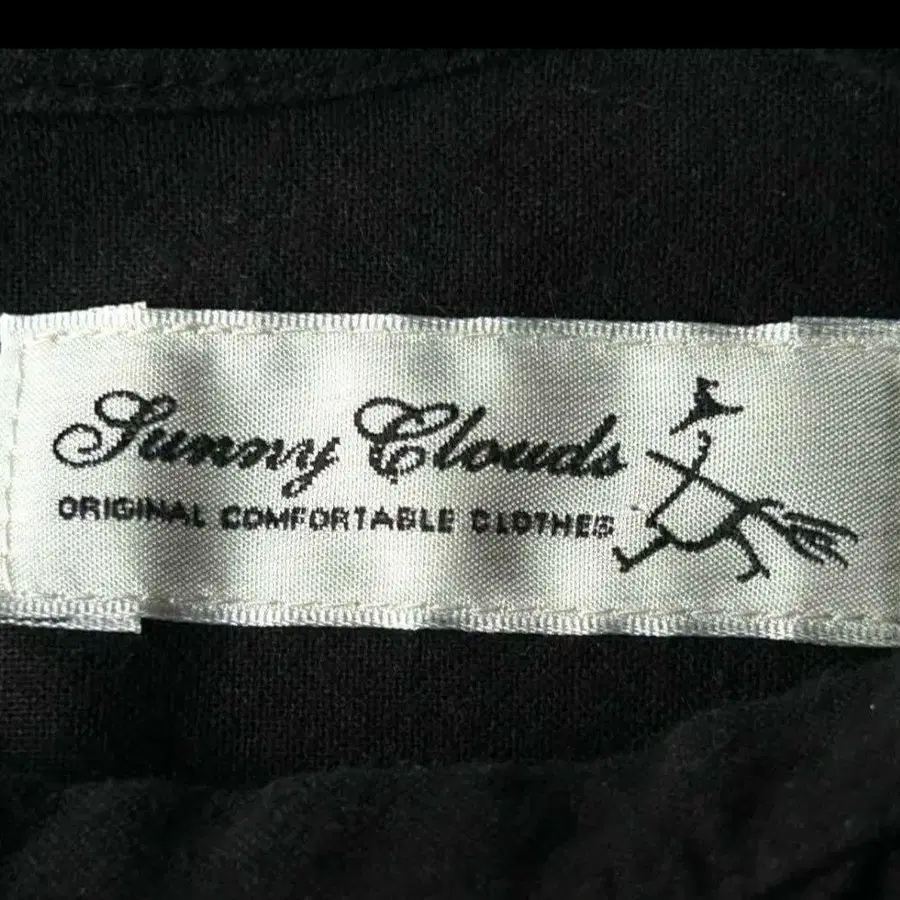 Sunny Clouds
ORIGINAL COMFORTABLE CLOTHES